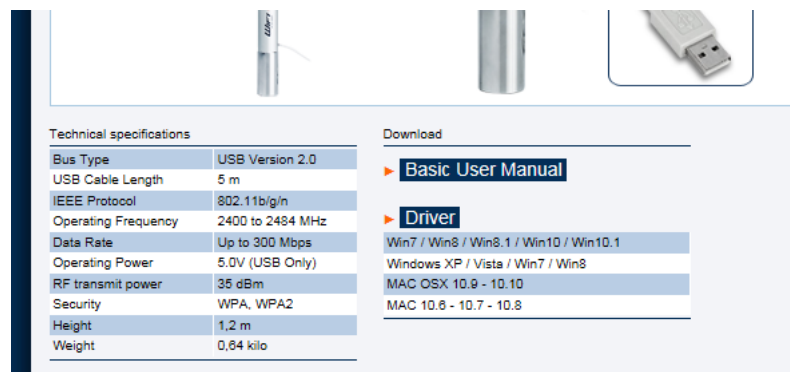 Technical specifications
Bus Type USB Version 2.0
USB Cable Length 5 m
IEEE Protocol 802.11b/g/n
Operating Frequency 2400 to 2484 MHz
Data Rate Up to 300 Mbps
Operating Power 5.0V (USB Only)
RF transmit power 35 dBm
Security WPA, WPA2
Height 1,2 m
Weight 0,64 kilo
Download
Basic User Manual
Driver
Win7 / Win8 / Win8.1 / Win10 / Win10.1
Windows XP / Vista / Win7 / Win8
MAC OSX 10.9 - 10.10
MAC 10.6 - 10.7 - 10.8